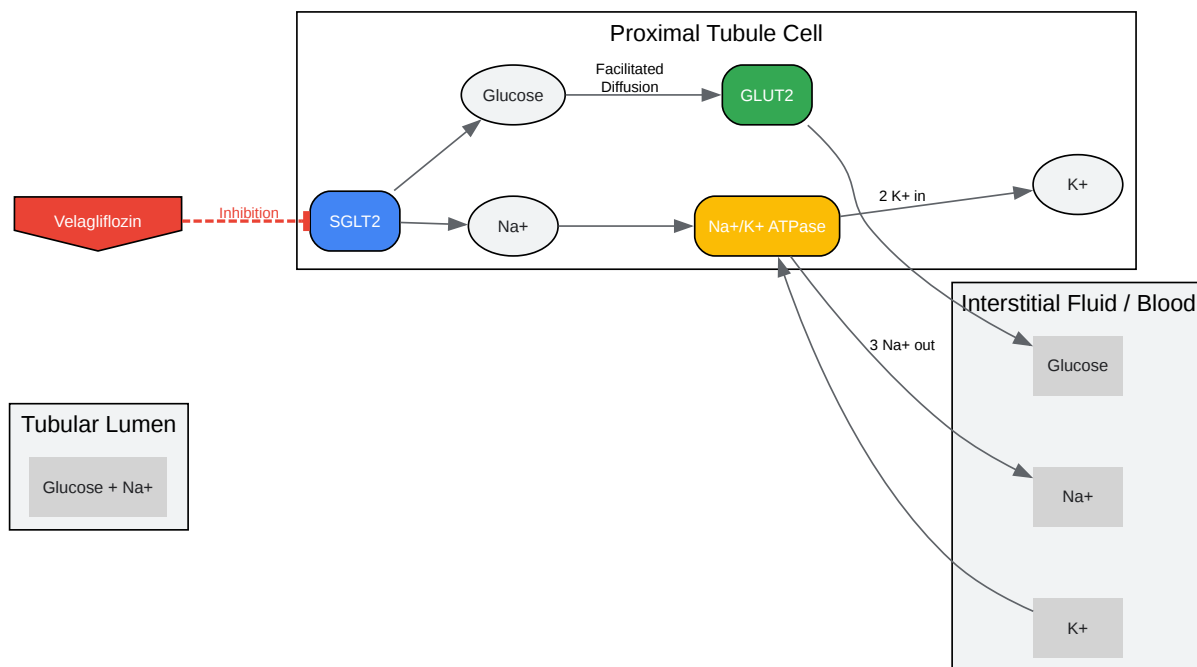 Proximal Tubule Cell
Facilitated
Diffusion
Glucose
GLUT2
K+
2 K+ in
Velagliflozin
Inhibition
SGLT2
Na+
Na+/K+ ATPase
Interstitial Fluid / Blood
3 Na+ out
Glucose
Tubular Lumen
Glucose + Na+
Na+
K+